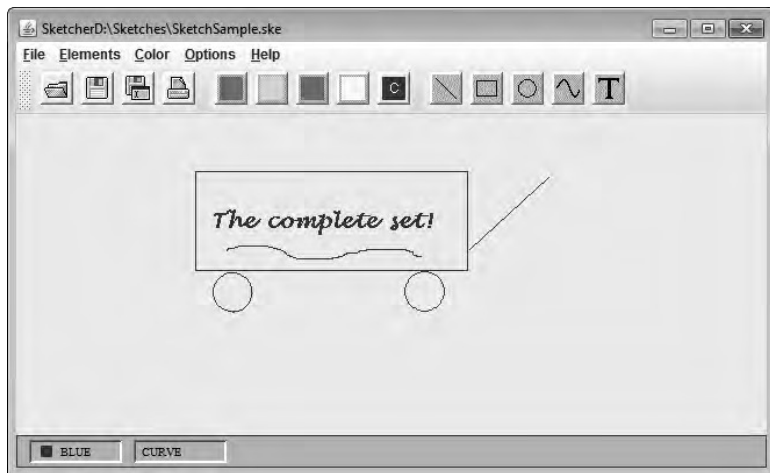 SketcherD:\Sketches\SketchSample.ske
File Elements Color Options Help
C T
The complete set!
BLUE CURVE